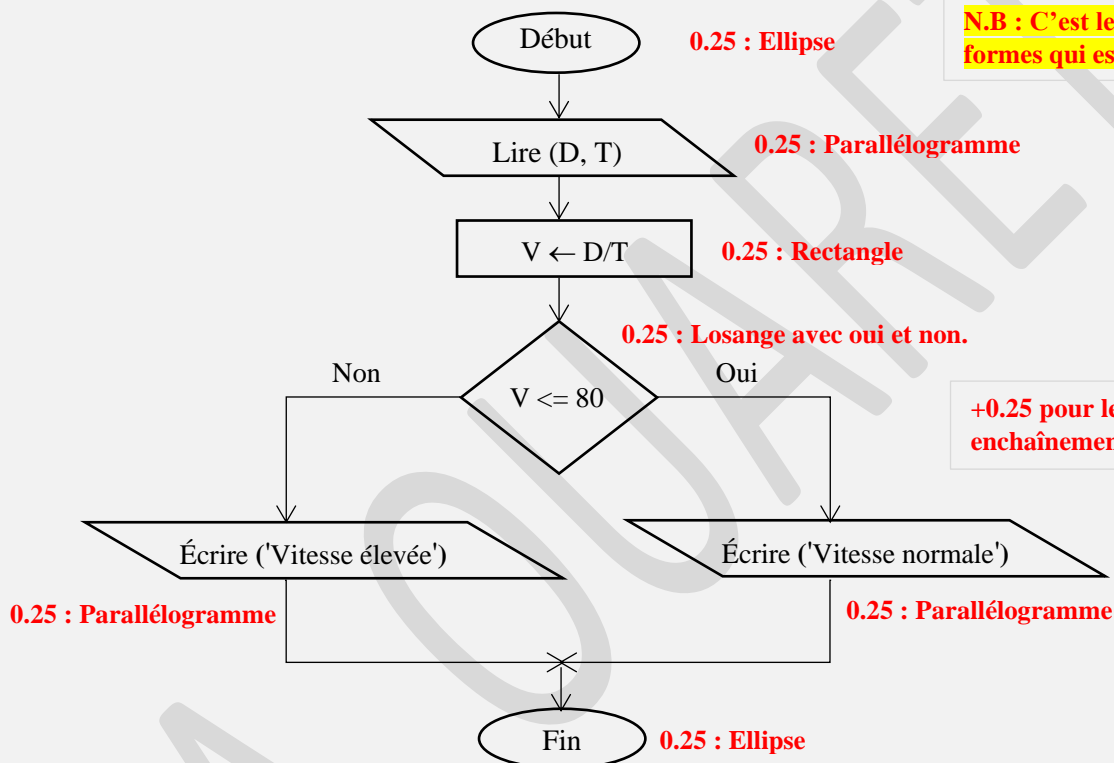 N.B : C’est le
formes qui es
Début
0.25 : Ellipse
Lire (D, T)
0.25 : Parallélogramme
V ← D/T
0.25 : Rectangle
0.25 : Losange avec oui et non.
Non
V <= 80
Oui
+0.25 pour le
enchaînemen
Écrire ('Vitesse élevée')
Écrire ('Vitesse normale')
0.25 : Parallélogramme
0.25 : Parallélogramme
Fin
0.25 : Ellipse